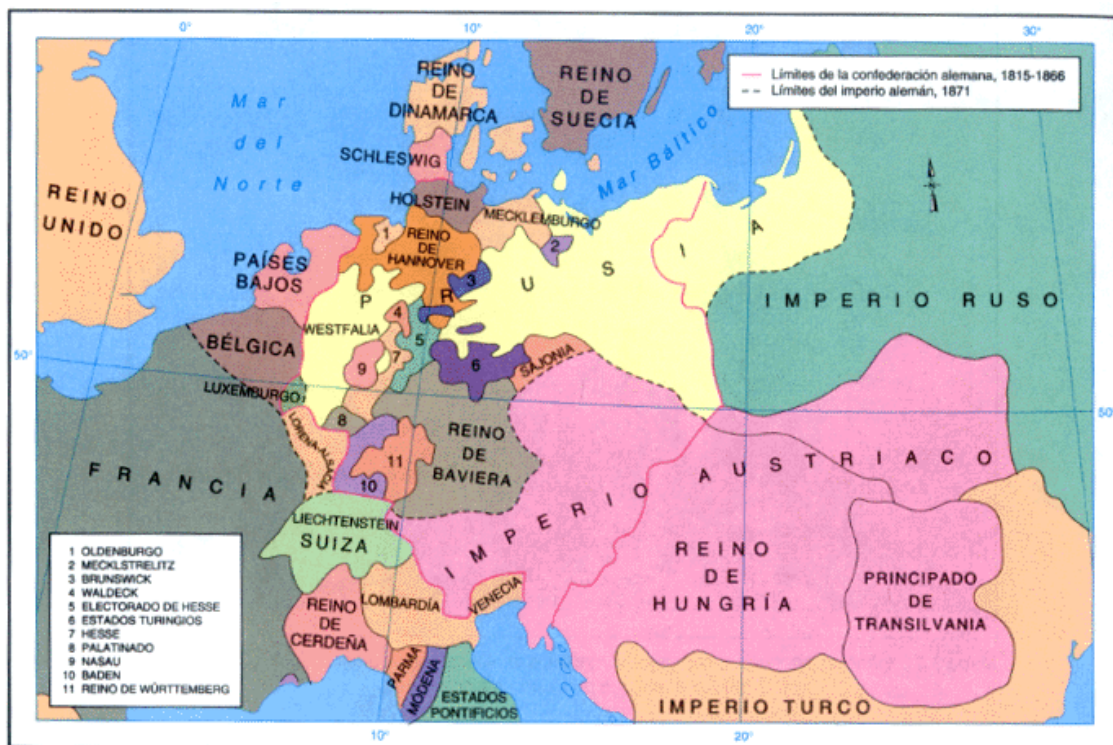 0°
10°
20°
30°
Límites de la confederación alemana, 1815-1866
Límites del imperio alemán, 1871
REINO
DE
DINAMARCA
REINO
DE
SUECIA
Mar
del
Norte
Mar Báltico
SCHLESWIG
HOLSTEIN
MECKLEMBURGO
REINO
UNIDO
1
REINO
DE
HANNOVER
2
3
PAÍSES
BAJOS
P R U S I A
IMPERIO RUSO
WESTFALIA
4
5
BÉLGICA
50°
7
9
6
SAJONIA
LUXEMBURGO
50°
8
LORENA-ALSACIA
REINO
DE
BAVIERA
11
10
FRANCIA
IMPERIO AUSTRIACO
LIECHTENSTEIN
SUIZA
REINO
DE
HUNGRÍA
PRINCIPADO
DE
TRANSILVANIA
1 OLDENBURGO
2 MECKLSTRELITZ
3 BRUNSWICK
4 WALDECK
5 ELECTORADO DE HESSE
6 ESTADOS TURINGIOS
7 HESSE
8 PALATINADO
9 NASAU
10 BADEN
11 REINO DE WÜRTTEMBERG
REINO
DE
CERDEÑA
LOMBARDÍA
VENECIA
PARMA
MÓDENA
ESTADOS
PONTIFICIOS
IMPERIO TURCO
10°
20°